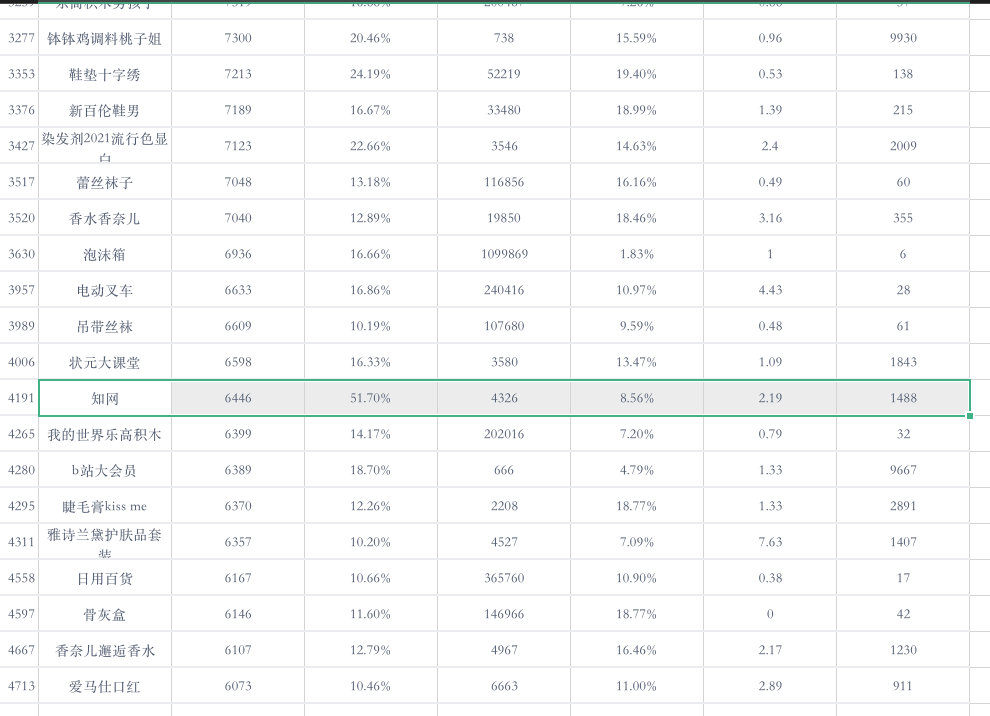 3277 钵钵鸡调料桃子姐 7300 20.46% 738 15.59% 0.96 9930
3353 鞋垫十字绣 7213 24.19% 52219 19.40% 0.53 138
3376 新百伦鞋男 7189 16.67% 33480 18.99% 1.39 215
3427 染发剂2021流行色显白 7123 22.66% 3546 14.63% 2.4 2009
3517 蕾丝袜子 7048 13.18% 116856 16.16% 0.49 60
3520 香水香奈儿 7040 12.89% 19850 18.46% 3.16 355
3630 泡沫箱 6936 16.66% 1099869 1.83% 1 6
3957 电动叉车 6633 16.86% 240416 10.97% 4.43 28
3989 吊带丝袜 6609 10.19% 107680 9.59% 0.48 61
4006 状元大课堂 6598 16.33% 3580 13.47% 1.09 1843
4191 知网 6446 51.70% 4326 8.56% 2.19 1488
4265 我的世界乐高积木 6399 14.17% 202016 7.20% 0.79 32
4280 b站大会员 6389 18.70% 666 4.79% 1.33 9667
4295 睫毛膏kiss me 6370 12.26% 2208 18.77% 1.33 2891
4311 雅诗兰黛护肤品套装 6357 10.20% 4527 7.09% 7.63 1407
4558 日用百货 6167 10.66% 365760 10.90% 0.38 17
4597 骨灰盒 6146 11.60% 146966 18.77% 0 42
4667 香奈儿邂逅香水 6107 12.79% 4967 16.46% 2.17 1230
4713 爱马仕口红 6073 10.46% 6663 11.00% 2.89 911